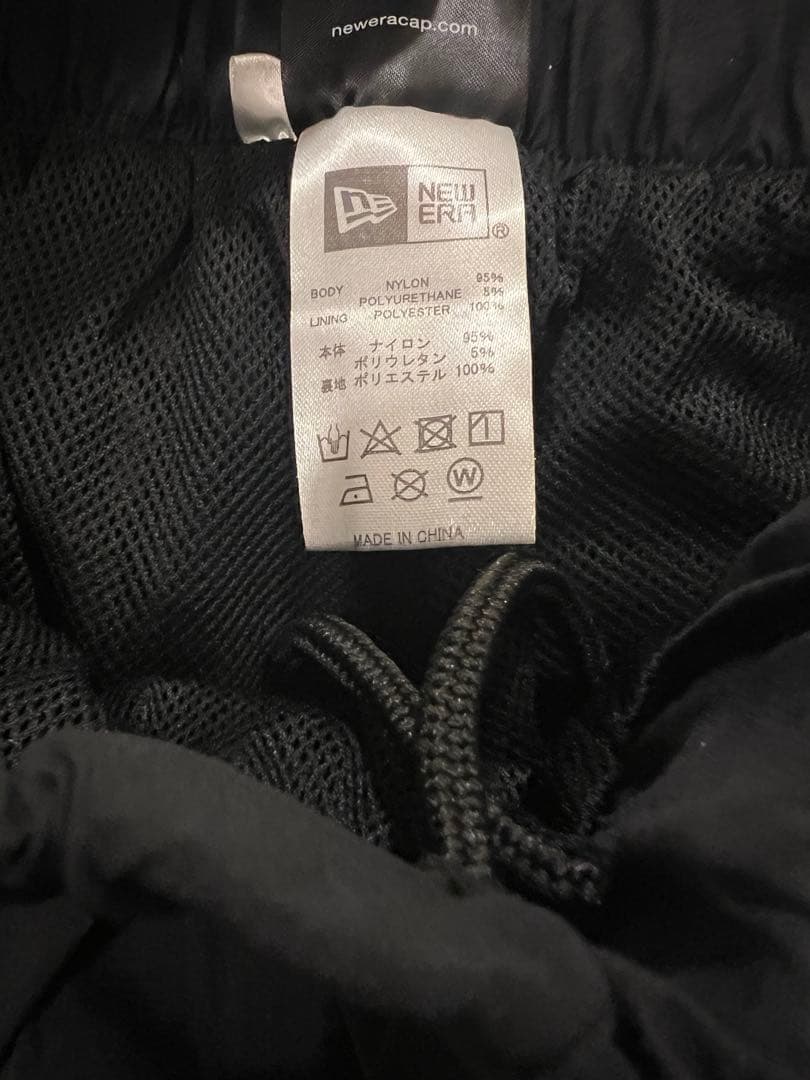 neweracap.com
NEW
ERA®
BODY NYLON 95%
POLYURETHANE 5%
LINING POLYESTER 100%
本体 ナイロン 95%
ポリウレタン 5%
裏地 ポリエステル 100%
W
MADE IN CHINA